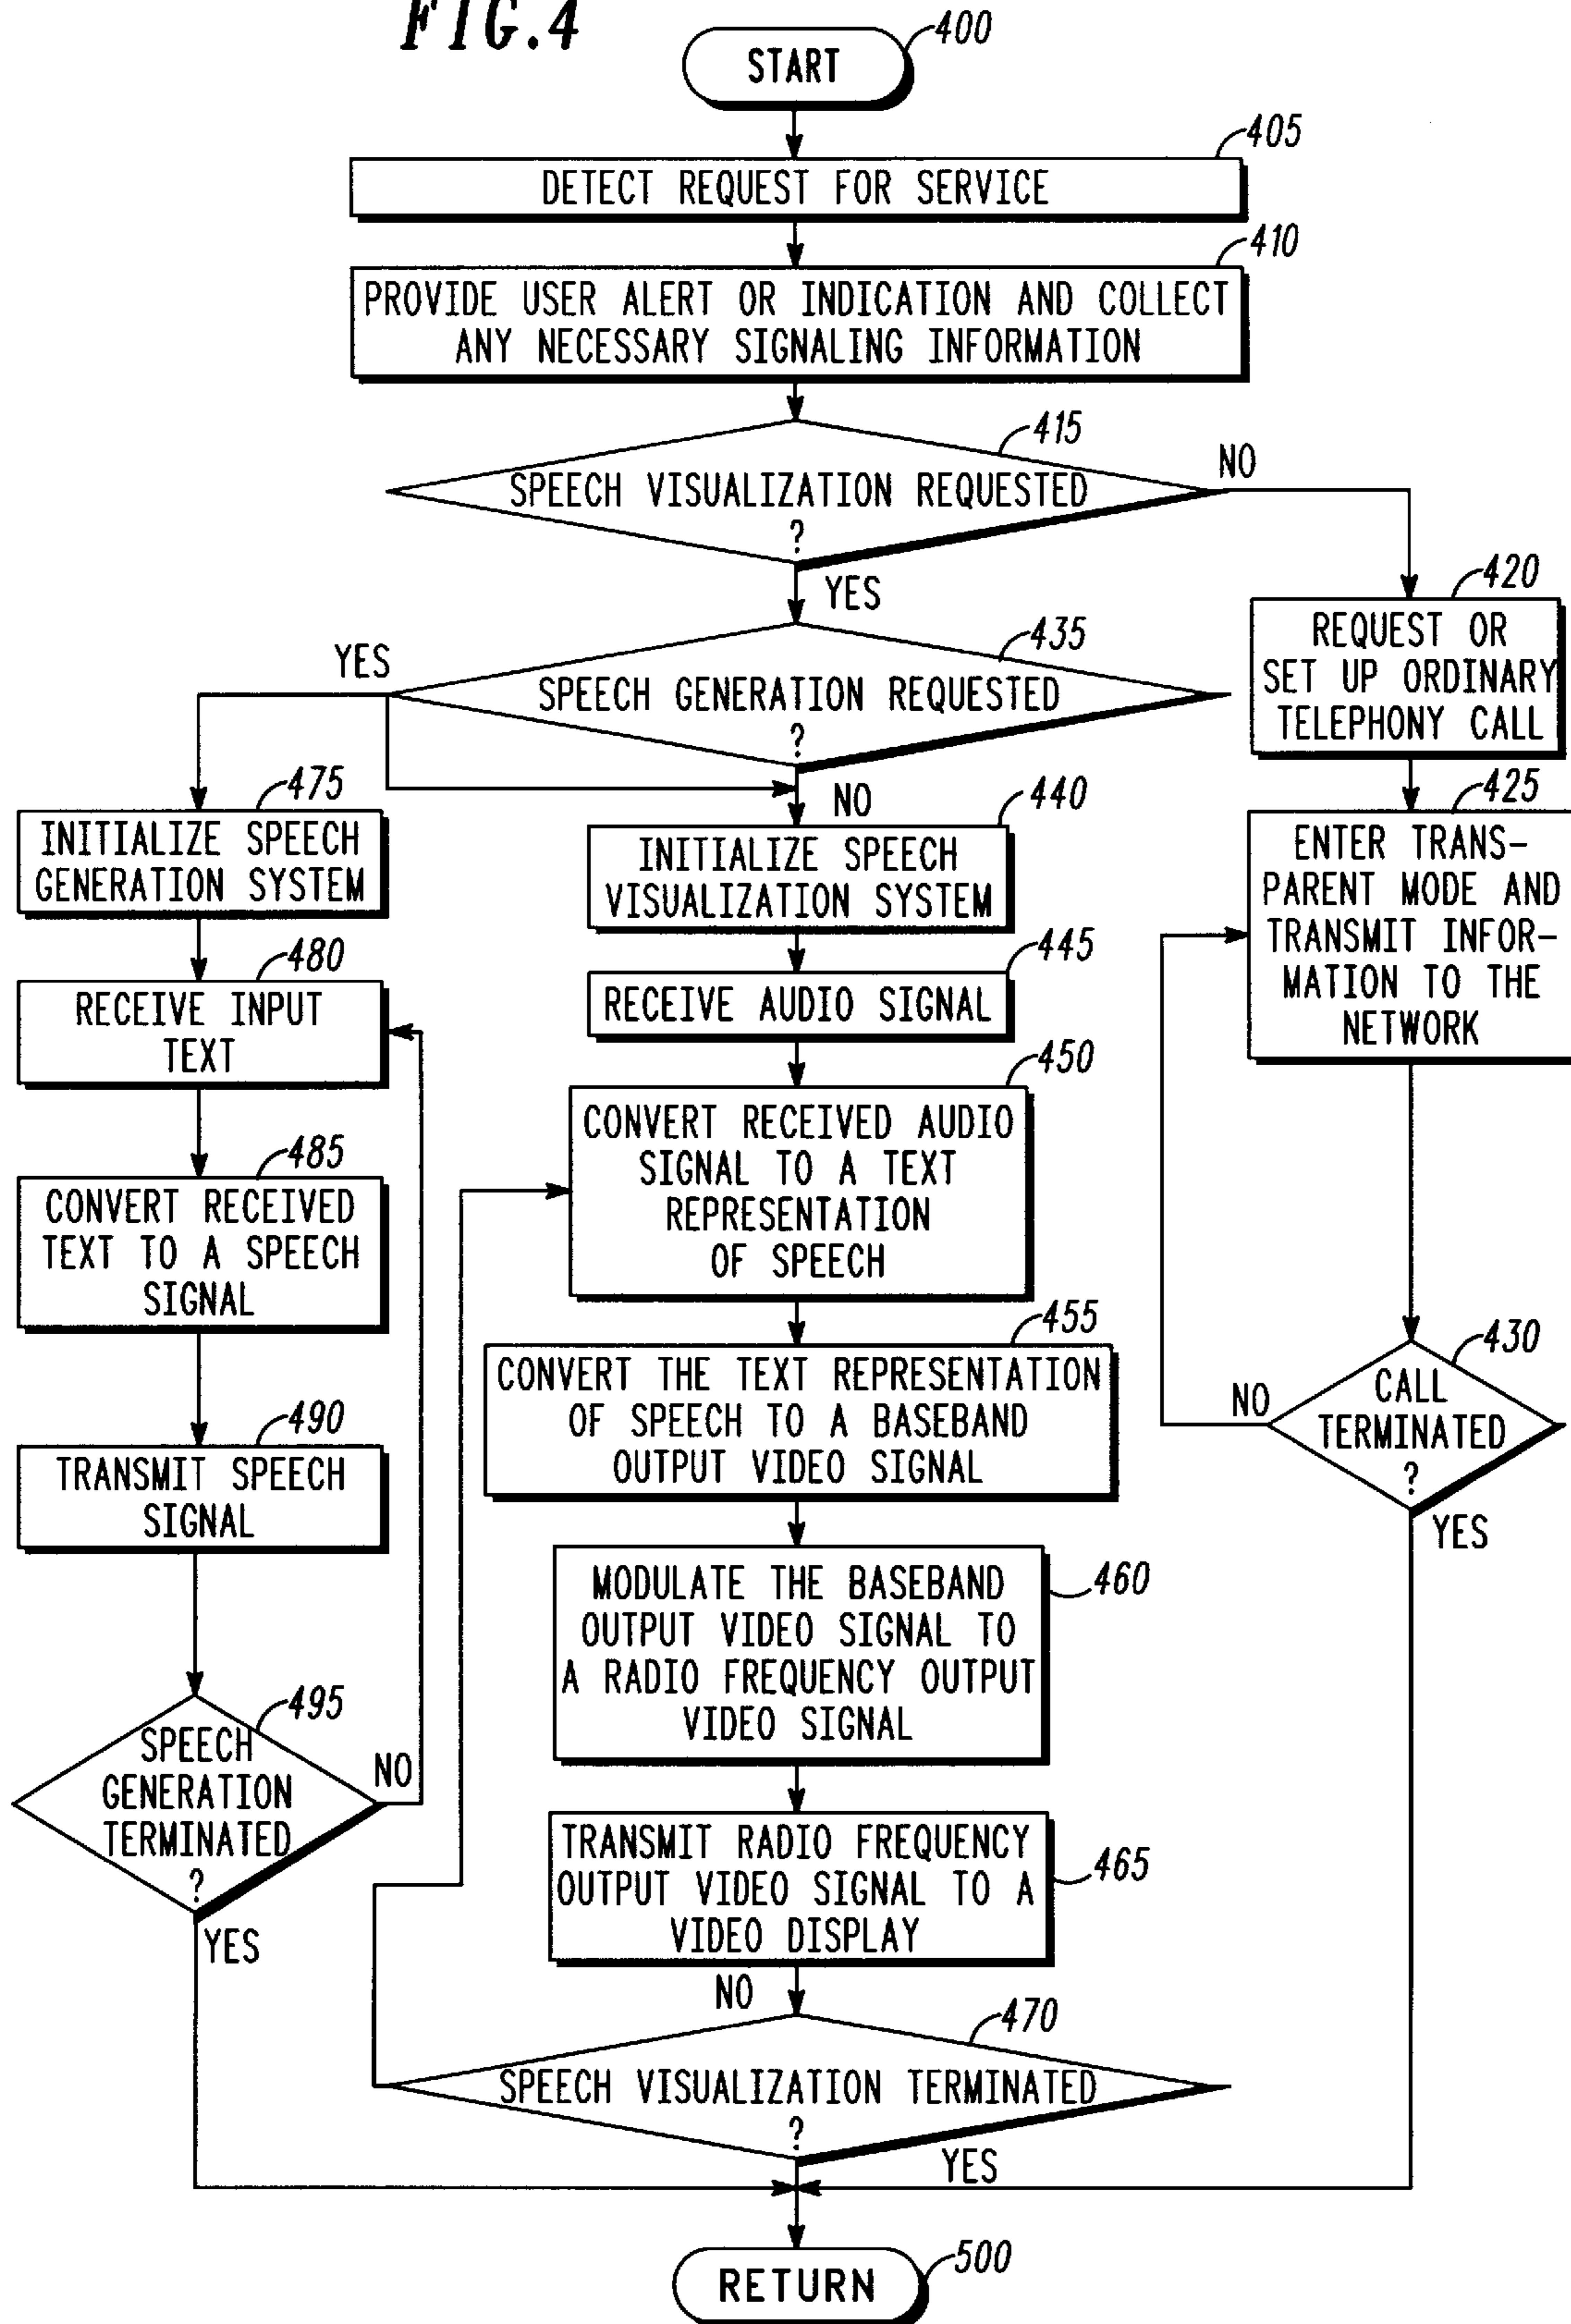 FIG.4
START
400
405
DETECT REQUEST FOR SERVICE
410
PROVIDE USER ALERT OR INDICATION AND COLLECT
ANY NECESSARY SIGNALING INFORMATION
415
SPEECH VISUALIZATION REQUESTED
?
NO
YES
420
REQUEST OR
SET UP ORDINARY
TELEPHONY CALL
435
YES
SPEECH GENERATION REQUESTED
?
NO
425
ENTER TRANS-
PARENT MODE AND
TRANSMIT INFOR-
MATION TO THE
NETWORK
475
INITIALIZE SPEECH
GENERATION SYSTEM
440
INITIALIZE SPEECH
VISUALIZATION SYSTEM
480
RECEIVE INPUT
TEXT
445
RECEIVE AUDIO SIGNAL
450
CONVERT RECEIVED AUDIO
SIGNAL TO A TEXT
REPRESENTATION
OF SPEECH
485
CONVERT RECEIVED
TEXT TO A SPEECH
SIGNAL
455
CONVERT THE TEXT REPRESENTATION
OF SPEECH TO A BASEBAND
OUTPUT VIDEO SIGNAL
430
CALL
TERMINATED
?
NO
YES
490
TRANSMIT SPEECH
SIGNAL
460
MODULATE THE BASEBAND
OUTPUT VIDEO SIGNAL TO
A RADIO FREQUENCY OUTPUT
VIDEO SIGNAL
495
SPEECH
GENERATION
TERMINATED
?
NO
YES
465
TRANSMIT RADIO FREQUENCY
OUTPUT VIDEO SIGNAL TO A
VIDEO DISPLAY
NO
470
SPEECH VISUALIZATION TERMINATED
?
YES
500
RETURN